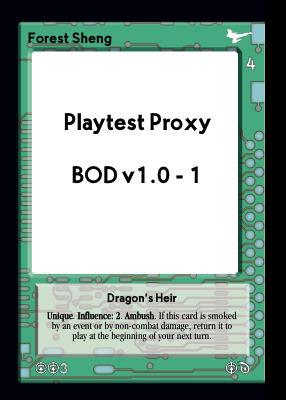 Forest Sheng
4
Playtest Proxy
BOD v1.0 - 1
Dragon's Heir
Unique. Influence: 2. Ambush. If this card is smoked
by an event or by non-combat damage, return it to
play at the beginning of your next turn.
3